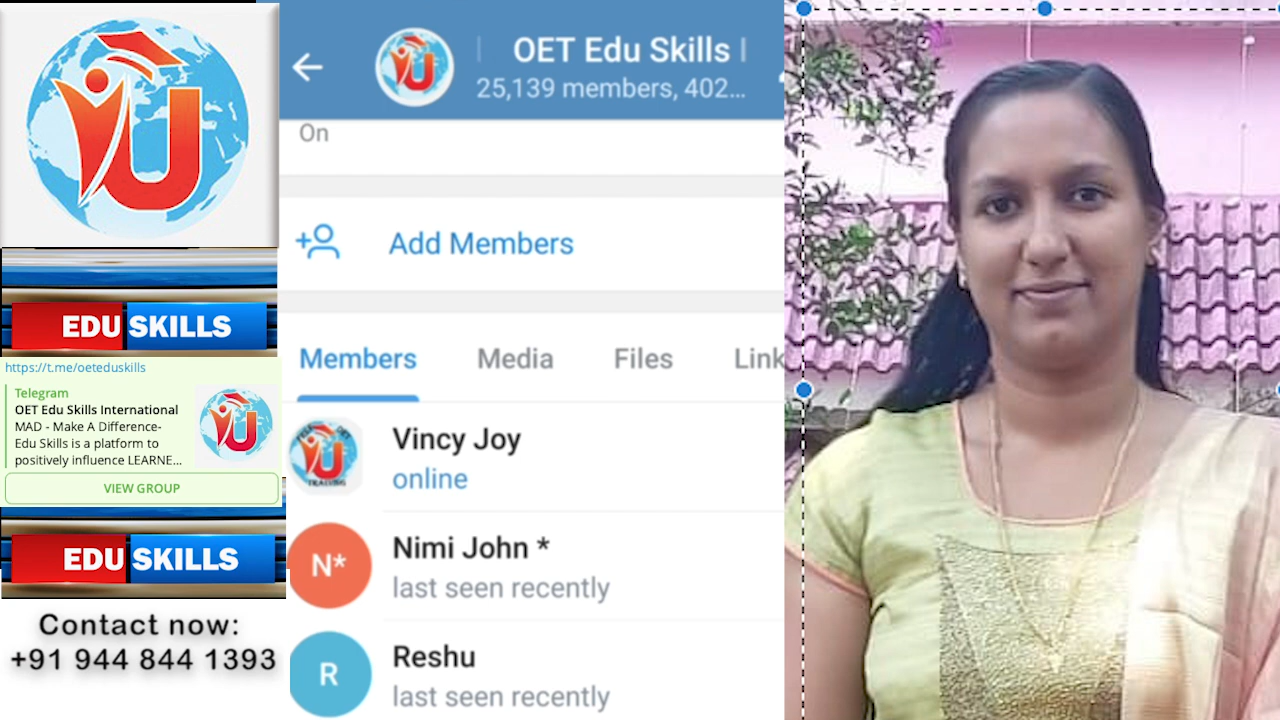 U
EDU SKILLS
https://t.me/oeteduskills
Telegram
OET Edu Skills International
MAD - Make A Difference-
Edu Skills is a platform to
positively influence LEARNE...
VIEW GROUP
EDU SKILLS
Contact now:
+91 944 844 1393
| OET Edu Skills |
25,139 members, 402...
On
Add Members
Members Media Files Link
Vincy Joy
online
N*
Nimi John *
last seen recently
R
Reshu
last seen recently